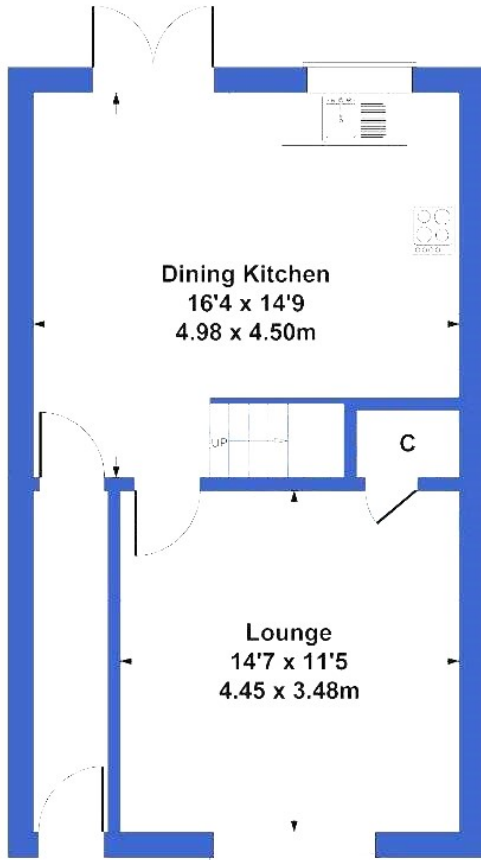 Dining Kitchen
16'4 x 14'9
4.98 x 4.50m
UP
C
Lounge
14'7 x 11'5
4.45 x 3.48m